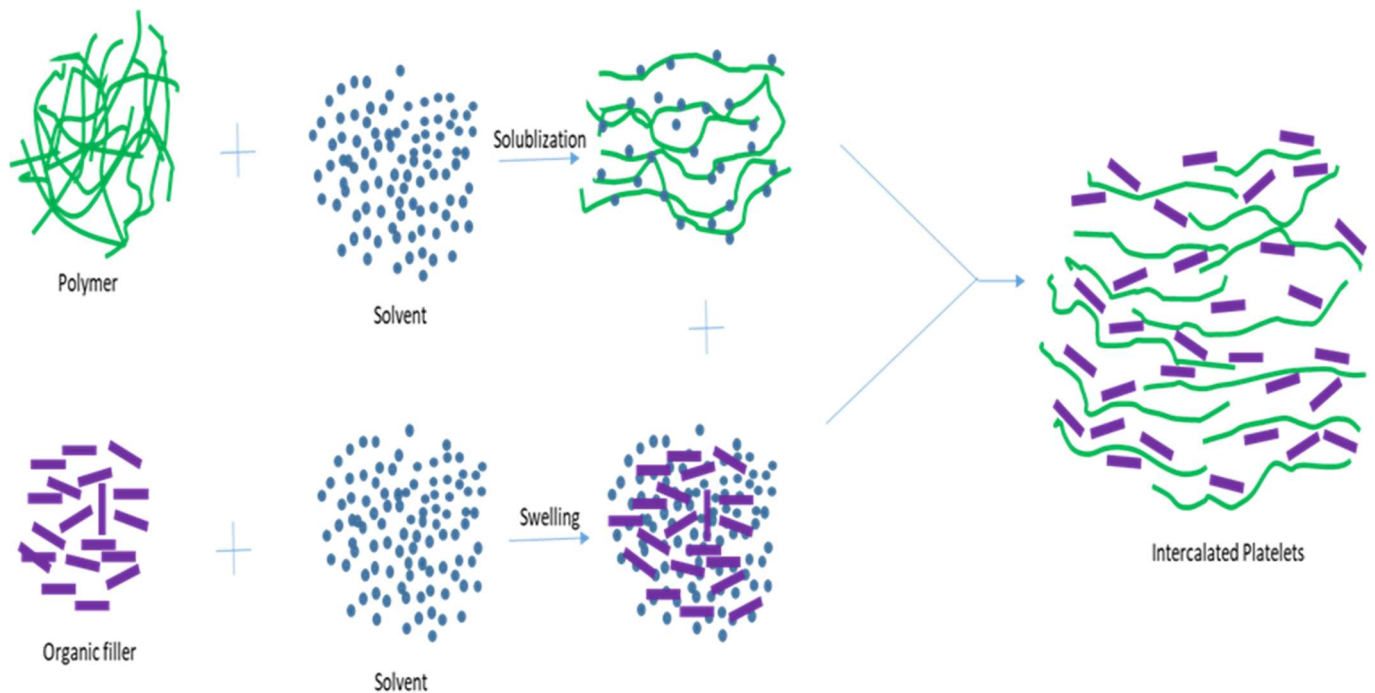 Solublization
Polymer
Solvent
Swelling
Intercalated Platelets
Organic filler
Solvent